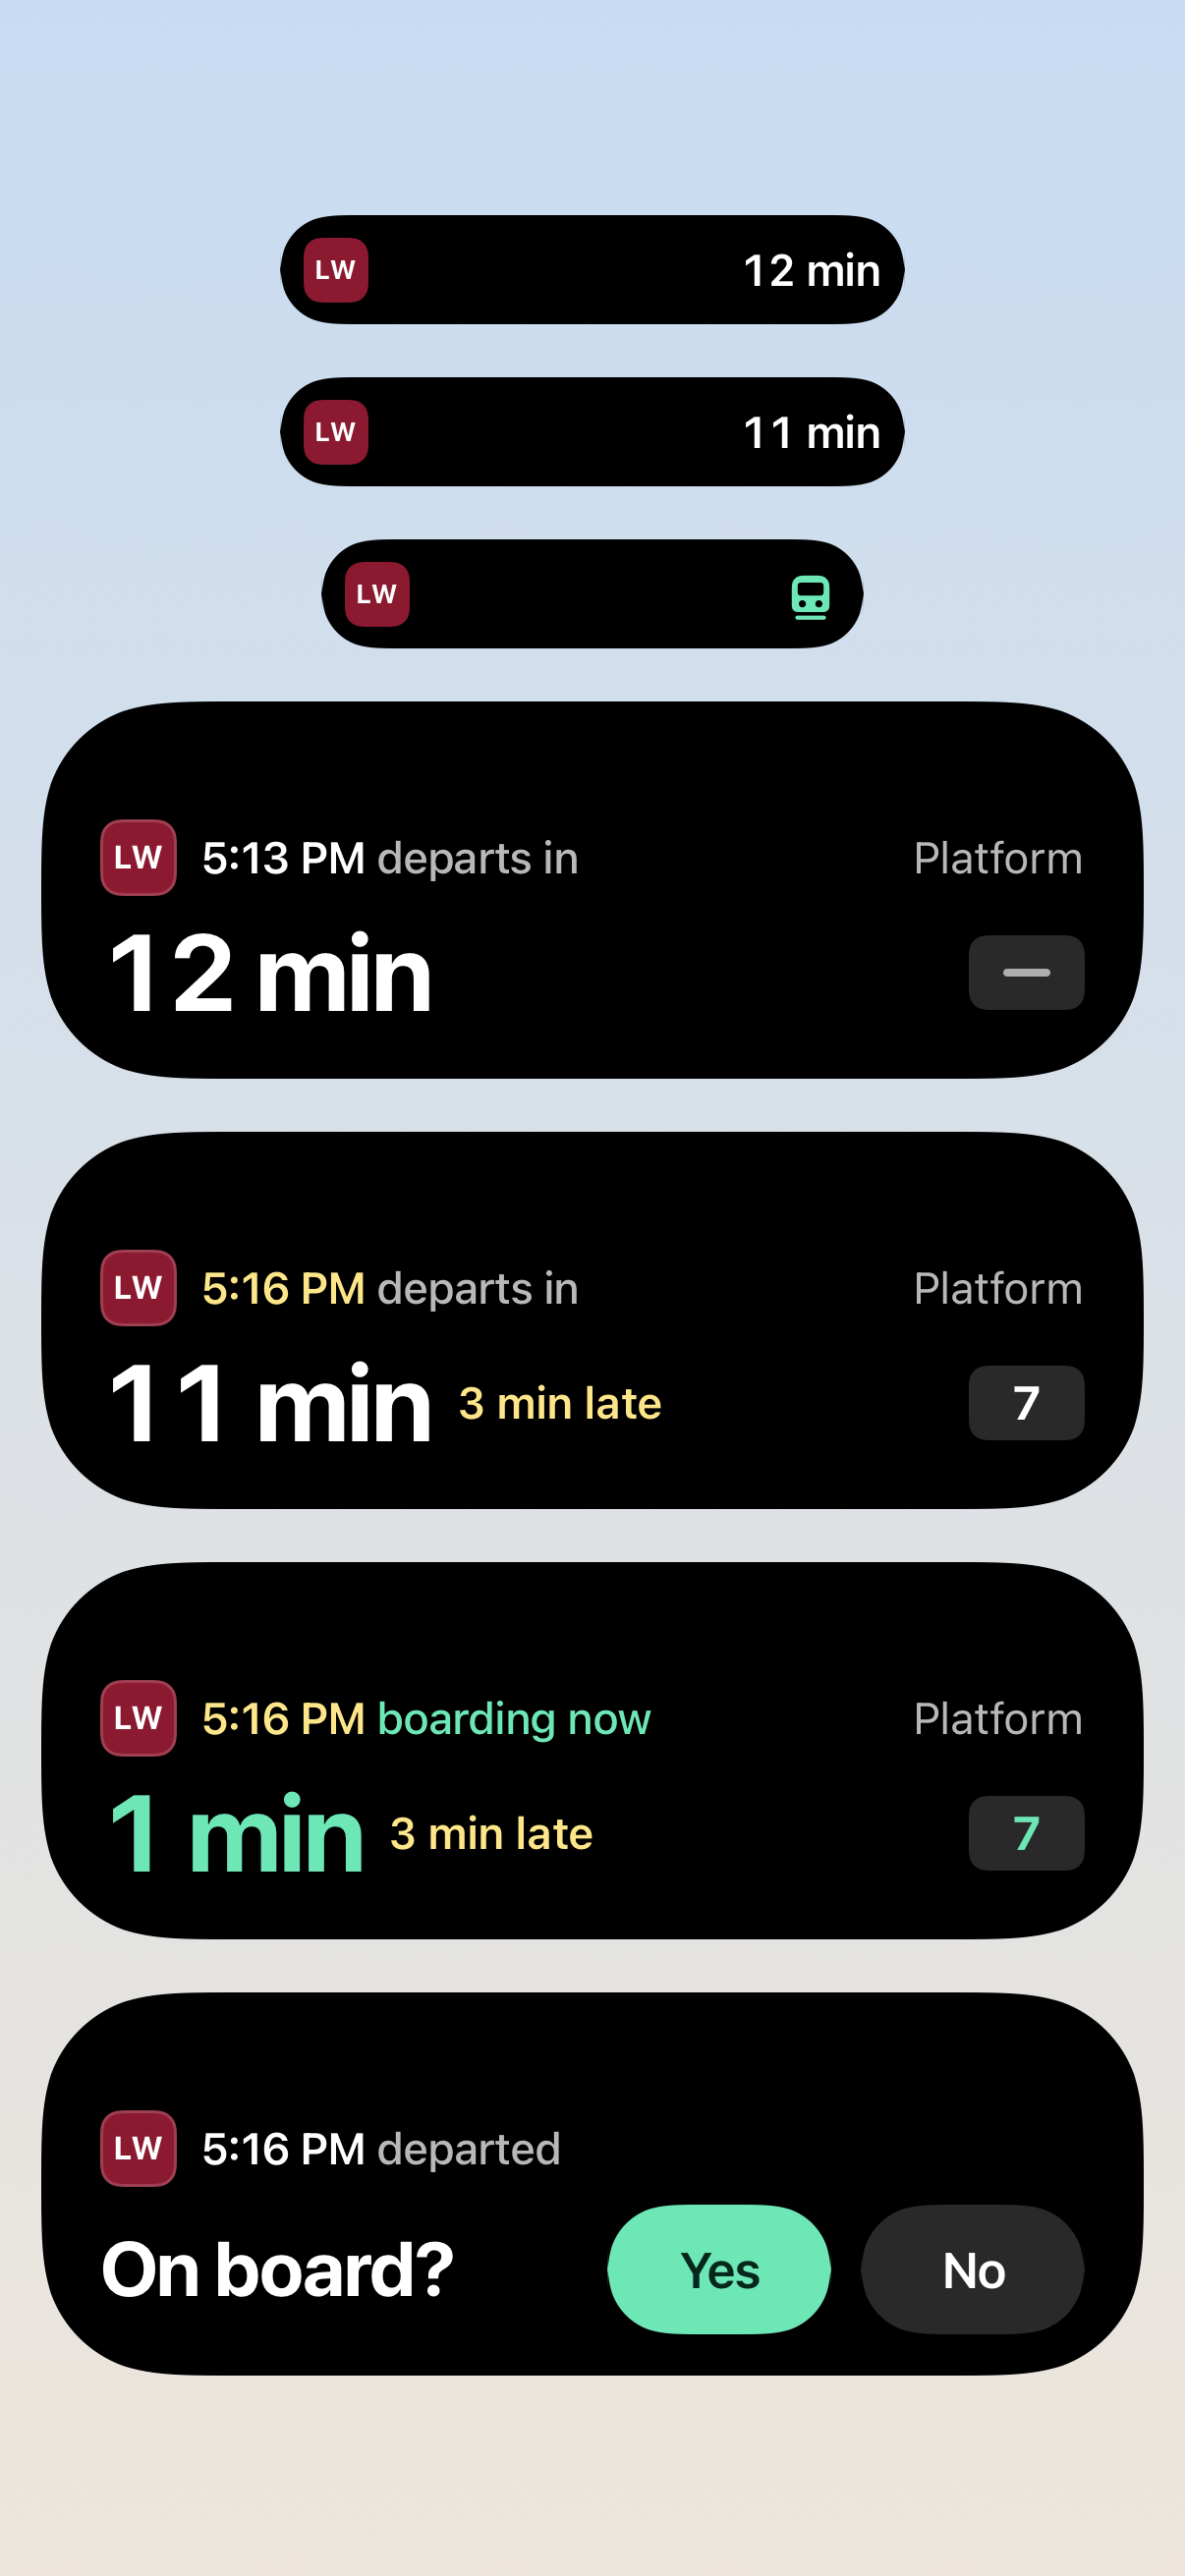 LW 12 min
LW 11 min
LW
LW 5:13 PM departs in Platform
12 min —
LW 5:16 PM departs in Platform
11 min 3 min late 7
LW 5:16 PM boarding now Platform
1 min 3 min late 7
LW 5:16 PM departed
On board? Yes No